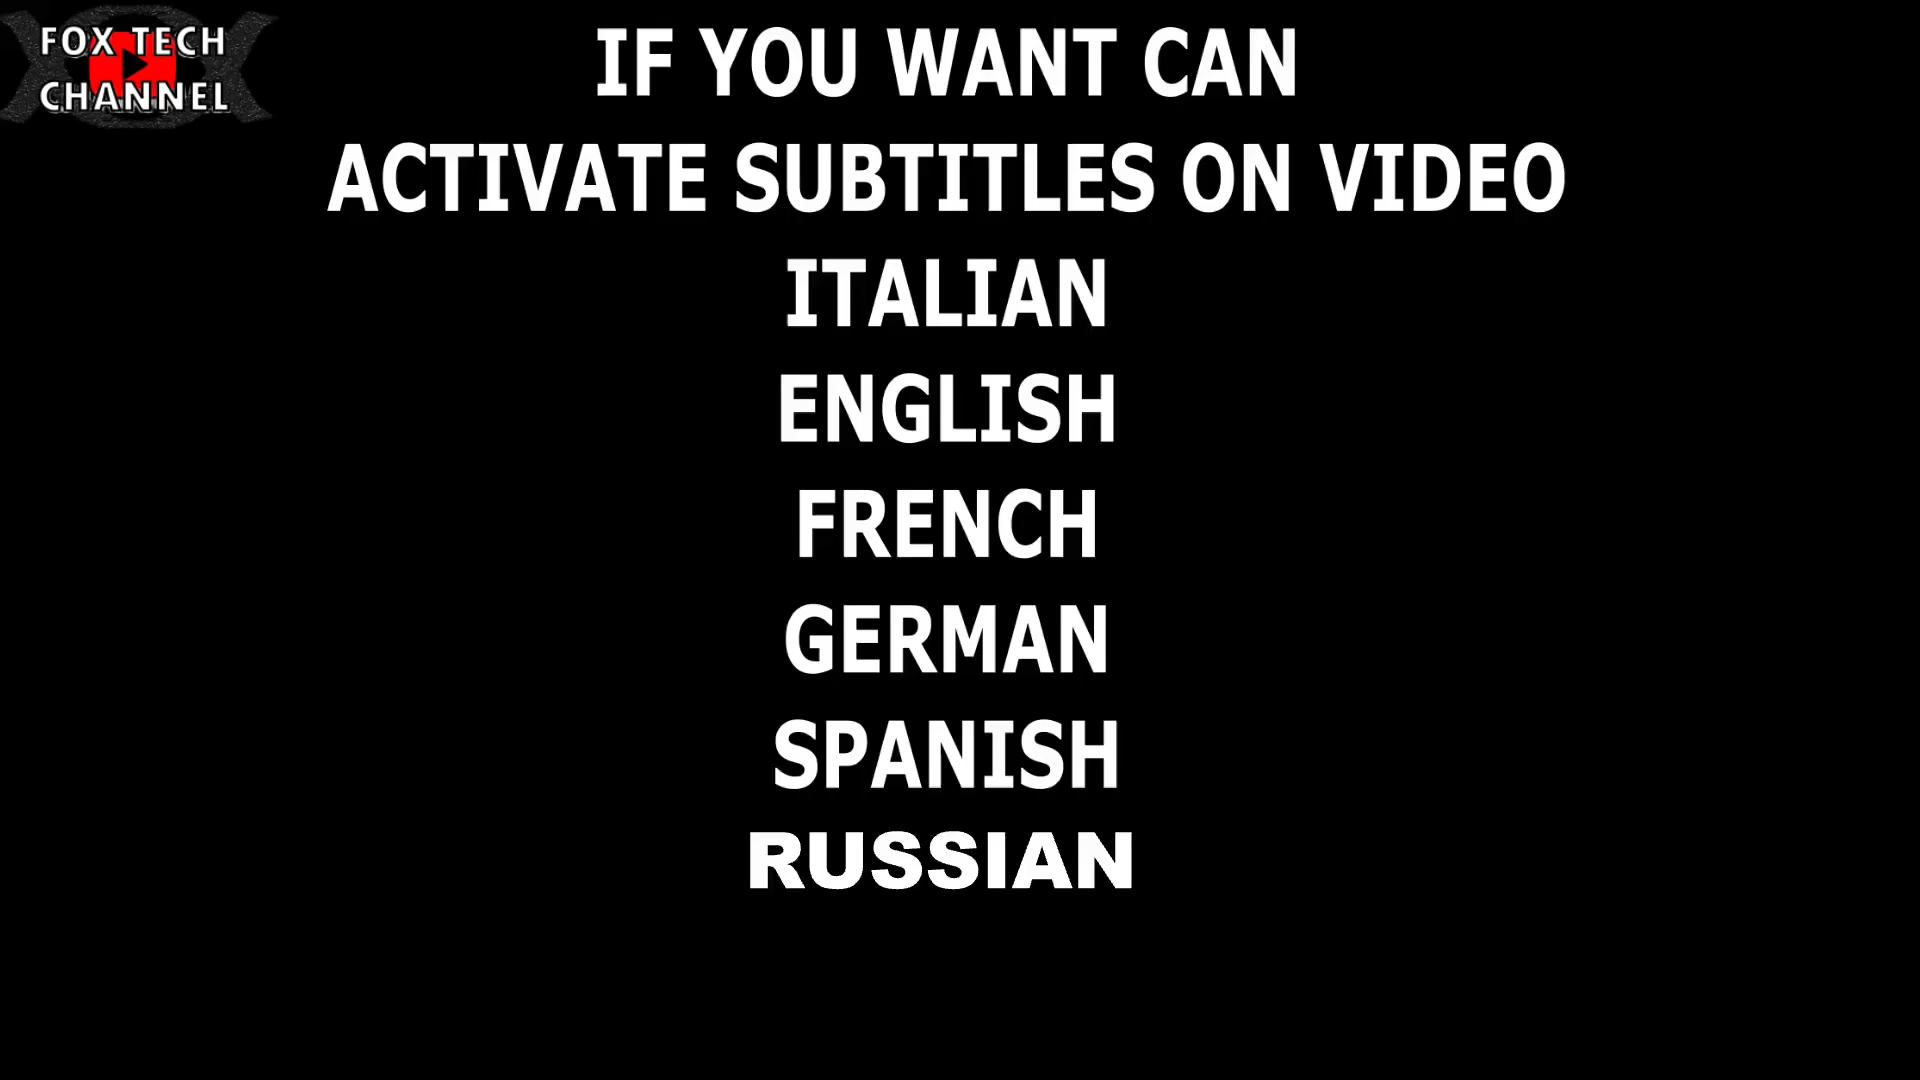 FOX TECH
CHANNEL
IF YOU WANT CAN
ACTIVATE SUBTITLES ON VIDEO
ITALIAN
ENGLISH
FRENCH
GERMAN
SPANISH
RUSSIAN